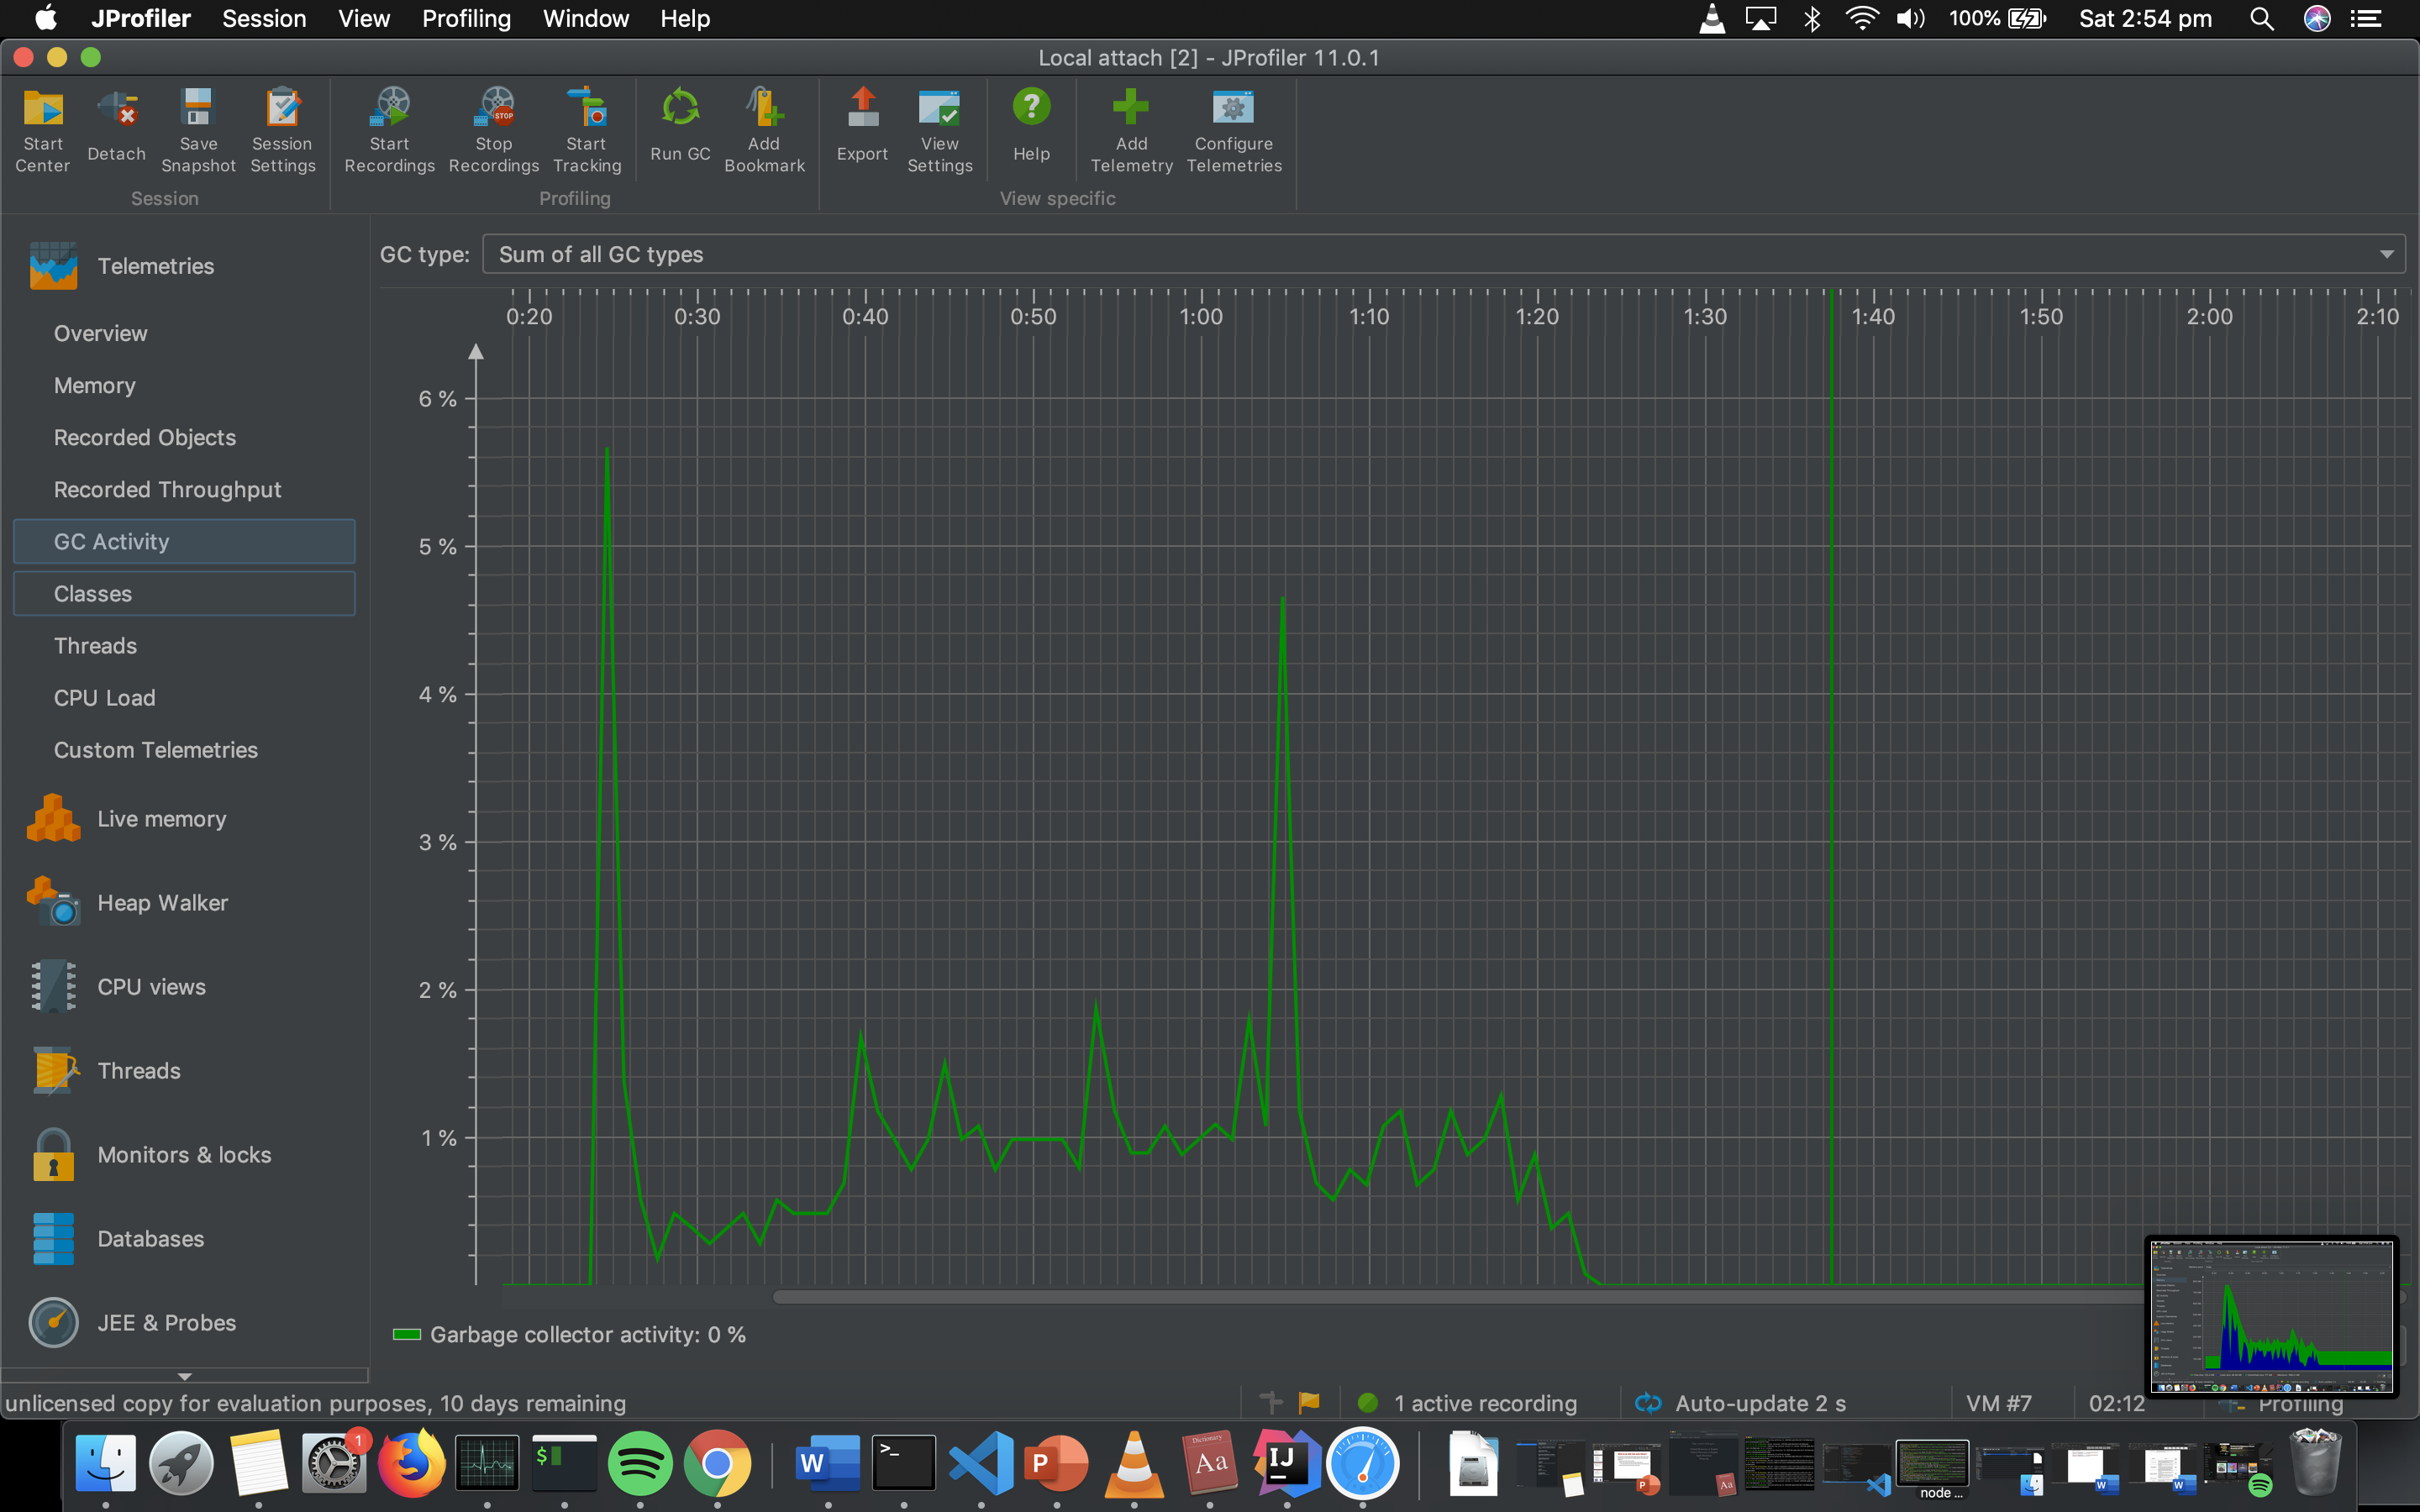 JProfiler Session View Profiling Window Help
100% Sat 2:54 pm
Local attach [2] - JProfiler 11.0.1
Start Center
Detach
Save Snapshot
Session Settings
Start Recordings
Stop Recordings
Start Tracking
Run GC
Add Bookmark
Export
View Settings
Help
Add Telemetry
Configure Telemetries
Session
Profiling
View specific
Telemetries
Overview
Memory
Recorded Objects
Recorded Throughput
GC Activity
Classes
Threads
CPU Load
Custom Telemetries
Live memory
Heap Walker
CPU views
Threads
Monitors & locks
Databases
JEE & Probes
GC type: Sum of all GC types
0:20 0:30 0:40 0:50 1:00 1:10 1:20 1:30 1:40 1:50 2:00 2:10
6 %
5 %
4 %
3 %
2 %
1 %
Garbage collector activity: 0 %
unlicensed copy for evaluation purposes, 10 days remaining
1 active recording
Auto-update 2 s
VM #7
02:12
Profiling
STOP
1
$
W
>_
P
Dictionary
Aa
IJ
node ...